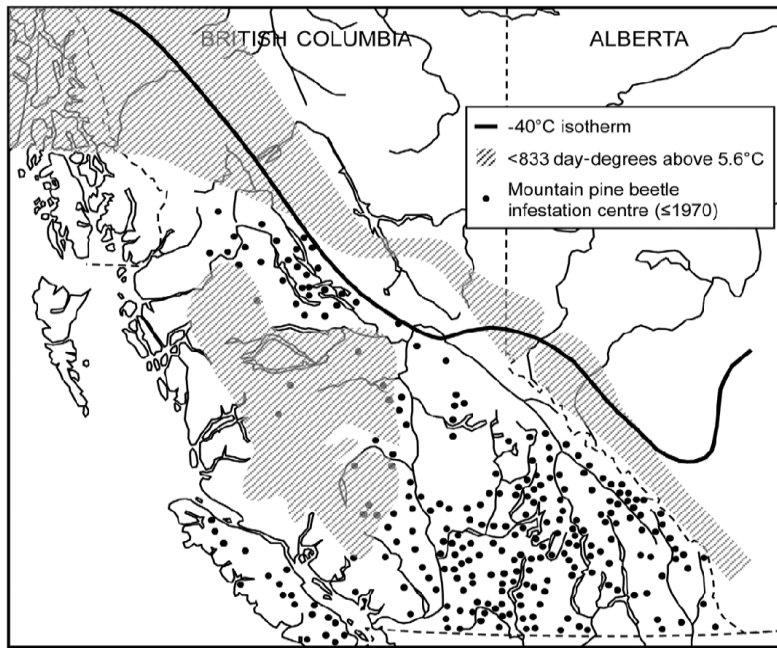 BRITISH COLUMBIA
ALBERTA
-40°C isotherm
<833 day-degrees above 5.6°C
Mountain pine beetle
infestation centre (≤1970)